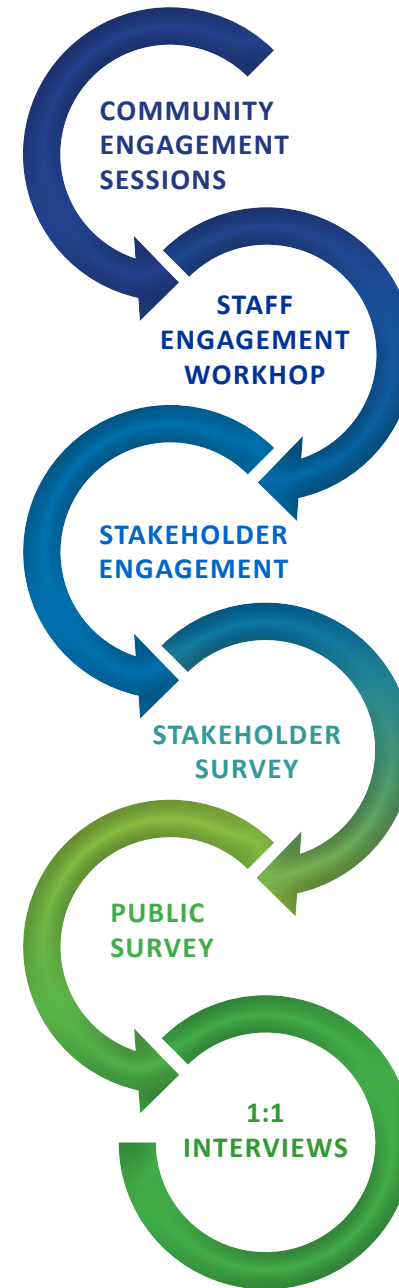 COMMUNITY
ENGAGEMENT
SESSIONS
STAFF
ENGAGEMENT
WORKHOP
STAKEHOLDER
ENGAGEMENT
STAKEHOLDER
SURVEY
PUBLIC
SURVEY
1:1
INTERVIEWS